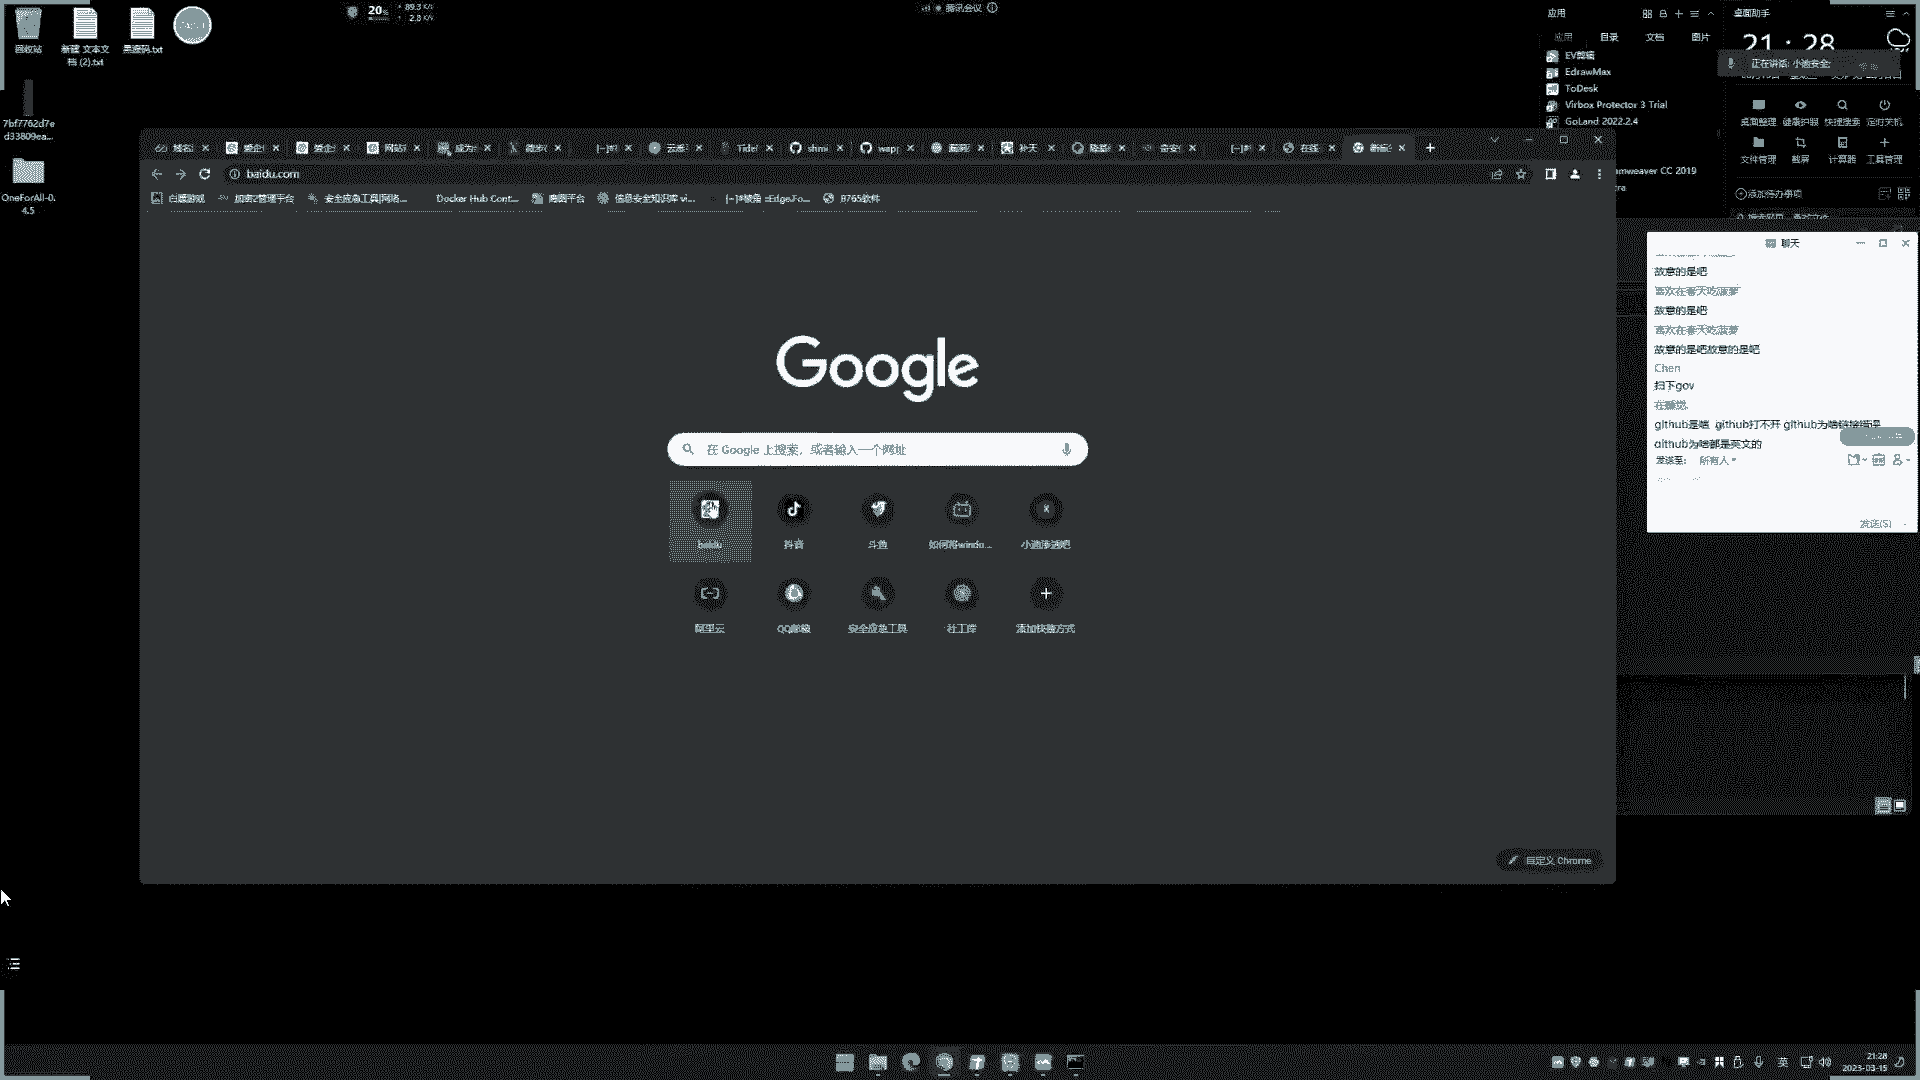 回收站
新建 文本文
档 (2).txt
黑源码.txt
20%
89.3 K/s
2.8 K/s
腾讯会议
应用
桌面助手
应用 目录 文档 图片
21 : 28
正在讲话: 小迪安全;
EV剪辑
EdrawMax
ToDesk
Virbox Protector 3 Trial
GoLand 2022.2.4
桌面整理 健康护眼 快捷搜索 定时关机
文件管理 截屏 计算器 工具管理
amweaver CC 2019
添加待办事项
7bf7762d7e
d33809ea...
OneForAll-0.
4.5
baidu.com
加密2管理平台
安全应急工具|网络...
Docker Hub Cont...
鹰图平台
信息安全知识库 vi...
8765软件
Google
在 Google 上搜索，或者输入一个网址
baidu 抖音 斗鱼 如何将windo... 小迪渗透吧
阿里云 QQ邮箱 安全应急工具 社工库 添加快捷方式
自定义 Chrome
聊天
故意的是吧
喜欢在春天吃菠萝
故意的是吧
喜欢在春天吃菠萝
故意的是吧故意的是吧
Chen
扫下gov
在睡觉.
github是啥 github打不开 github为啥链接错误
github为啥都是英文的
发送至: 所有人
发送(S)
英
21:28
2023-03-15